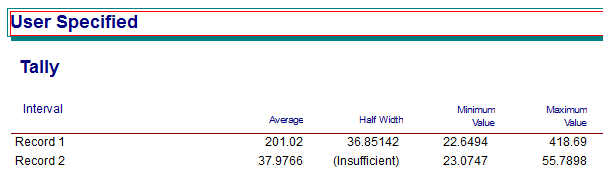 User Specified
Tally
Interval
Average Half Width Minimum Value Maximum Value
Record 1 201.02 36.85142 22.6494 418.69
Record 2 37.9766 (Insufficient) 23.0747 55.7898